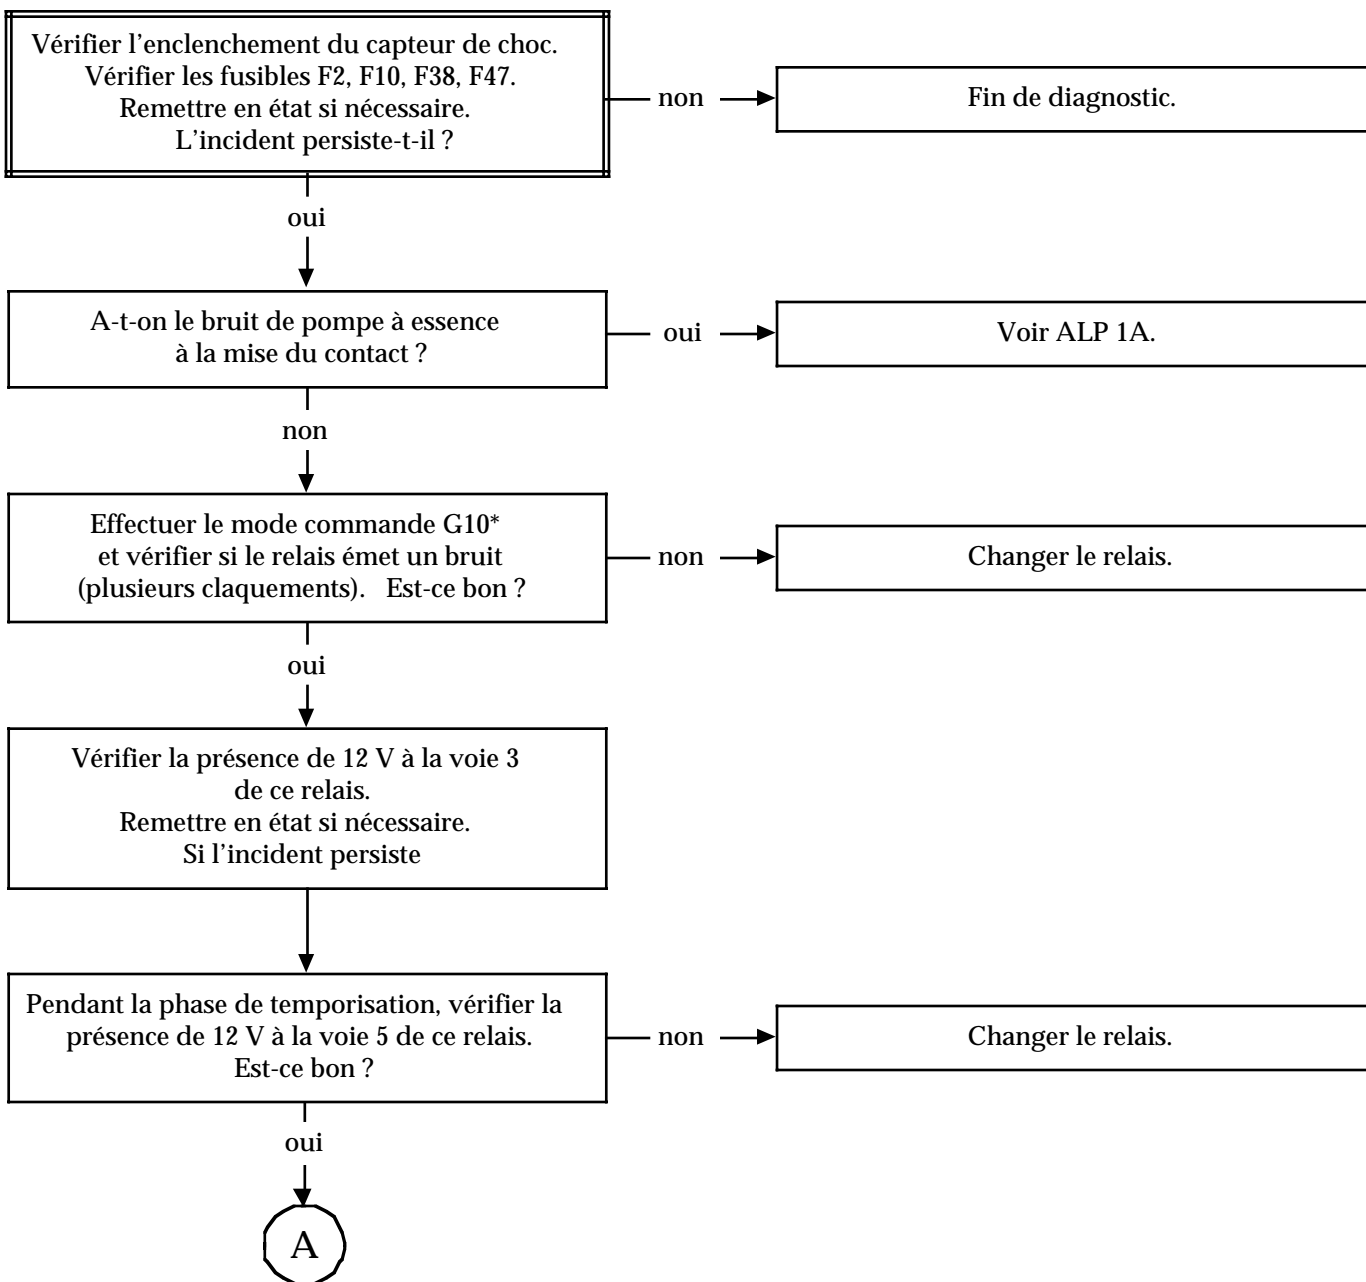 Vérifier l'enclenchement du capteur de choc.
Vérifier les fusibles F2, F10, F38, F47.
Remettre en état si nécessaire.
L'incident persiste-t-il ?
non
Fin de diagnostic.
oui
A-t-on le bruit de pompe à essence
à la mise du contact ?
oui
Voir ALP 1A.
non
Effectuer le mode commande G10*
et vérifier si le relais émet un bruit
(plusieurs claquements). Est-ce bon ?
non
Changer le relais.
oui
Vérifier la présence de 12 V à la voie 3
de ce relais.
Remettre en état si nécessaire.
Si l'incident persiste
Pendant la phase de temporisation, vérifier la
présence de 12 V à la voie 5 de ce relais.
Est-ce bon ?
non
Changer le relais.
oui
A